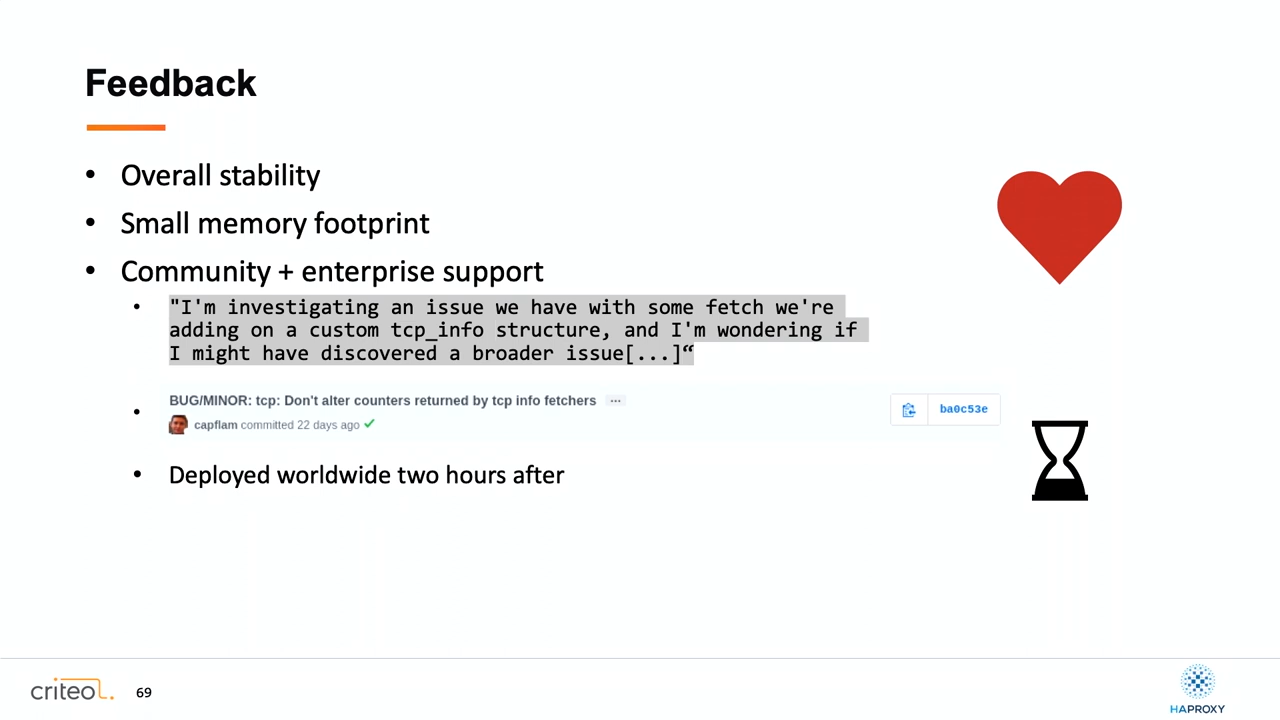 Feedback
• Overall stability
• Small memory footprint
• Community + enterprise support
• "I'm investigating an issue we have with some fetch we're
adding on a custom tcp_info structure, and I'm wondering if
I might have discovered a broader issue[...]“
• BUG/MINOR: tcp: Don't alter counters returned by tcp info fetchers ...
capflam committed 22 days ago ✓
ba0c53e
• Deployed worldwide two hours after
criteo
69
HAPROXY